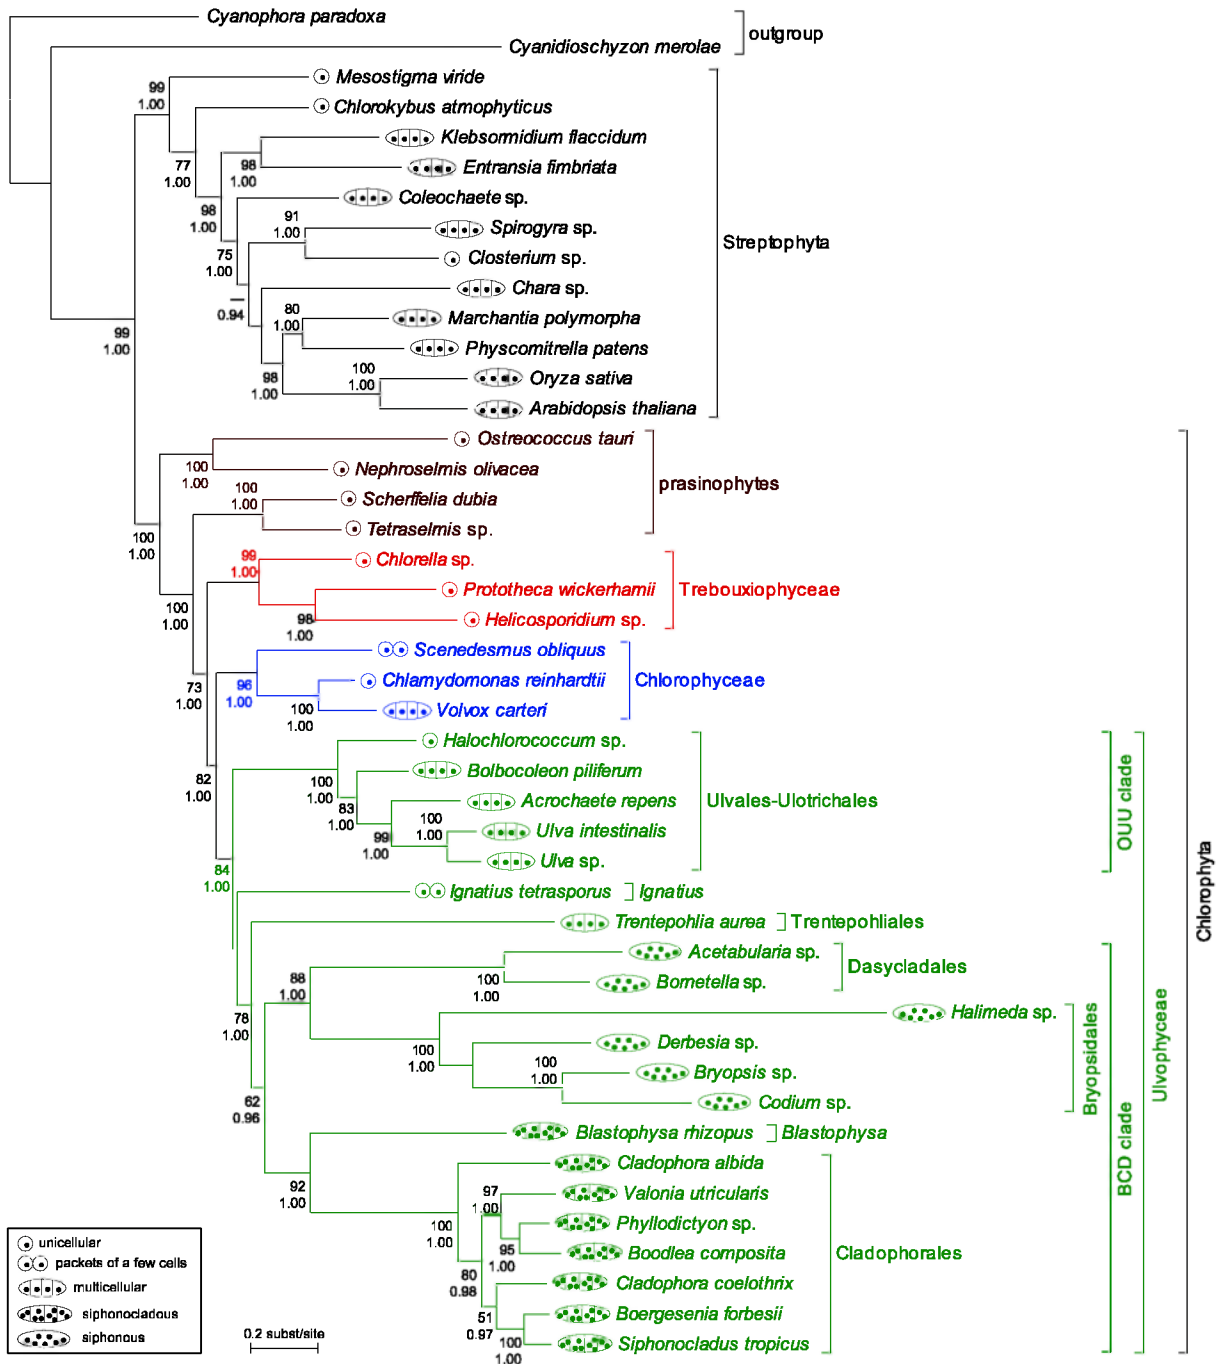 Cyanophora paradoxa
outgroup
Cyanidioschyzon merolae
Mesostigma viride
99
1.00
Chlorokybus atmophyticus
Klebsormidium flaccidum
77
1.00
98
1.00
Entransia fimbriata
Coleochaete sp.
98
1.00
91
1.00
Spirogyra sp.
Streptophyta
75
1.00
Closterium sp.
Chara sp.
–
0.94
80
1.00
Marchantia polymorpha
99
1.00
Physcomitrella patens
98
1.00
100
1.00
Oryza sativa
Arabidopsis thaliana
Ostreococcus tauri
100
1.00
Nephroselmis olivacea
prasinophytes
100
1.00
Scherffelia dubia
Tetraselmis sp.
100
1.00
99
1.00
Chlorella sp.
Prototheca wickerhamii
Trebouxiophyceae
100
1.00
98
1.00
Helicosporidium sp.
Scenedesmus obliquus
73
1.00
96
1.00
Chlamydomonas reinhardtii
Chlorophyceae
100
1.00
Volvox carteri
Halochlorococcum sp.
82
1.00
100
1.00
Bolbocoleon piliferum
83
1.00
Acrochaete repens
Ulvales-Ulotrichales
OUU clade
99
1.00
100
1.00
Ulva intestinalis
Ulva sp.
84
1.00
Ignatius tetrasporus
Ignatius
Chlorophyta
Trentepohlia aurea
Trentepohliales
Acetabularia sp.
88
1.00
100
1.00
Bornetella sp.
Dasycladales
Halimeda sp.
78
1.00
100
1.00
Derbesia sp.
Bryopsidales
Ulvophyceae
100
1.00
Bryopsis sp.
Codium sp.
62
0.96
Blastophysa rhizopus
Blastophysa
BCD clade
Cladophora albida
92
1.00
97
1.00
Valonia utricularis
100
1.00
Phyllodictyon sp.
95
1.00
Boodlea composita
Cladophorales
80
0.98
Cladophora coelothrix
51
0.97
Boergesenia forbesii
100
1.00
Siphonocladus tropicus
unicellular
packets of a few cells
multicellular
siphonocladous
siphonous
0.2 subst/site